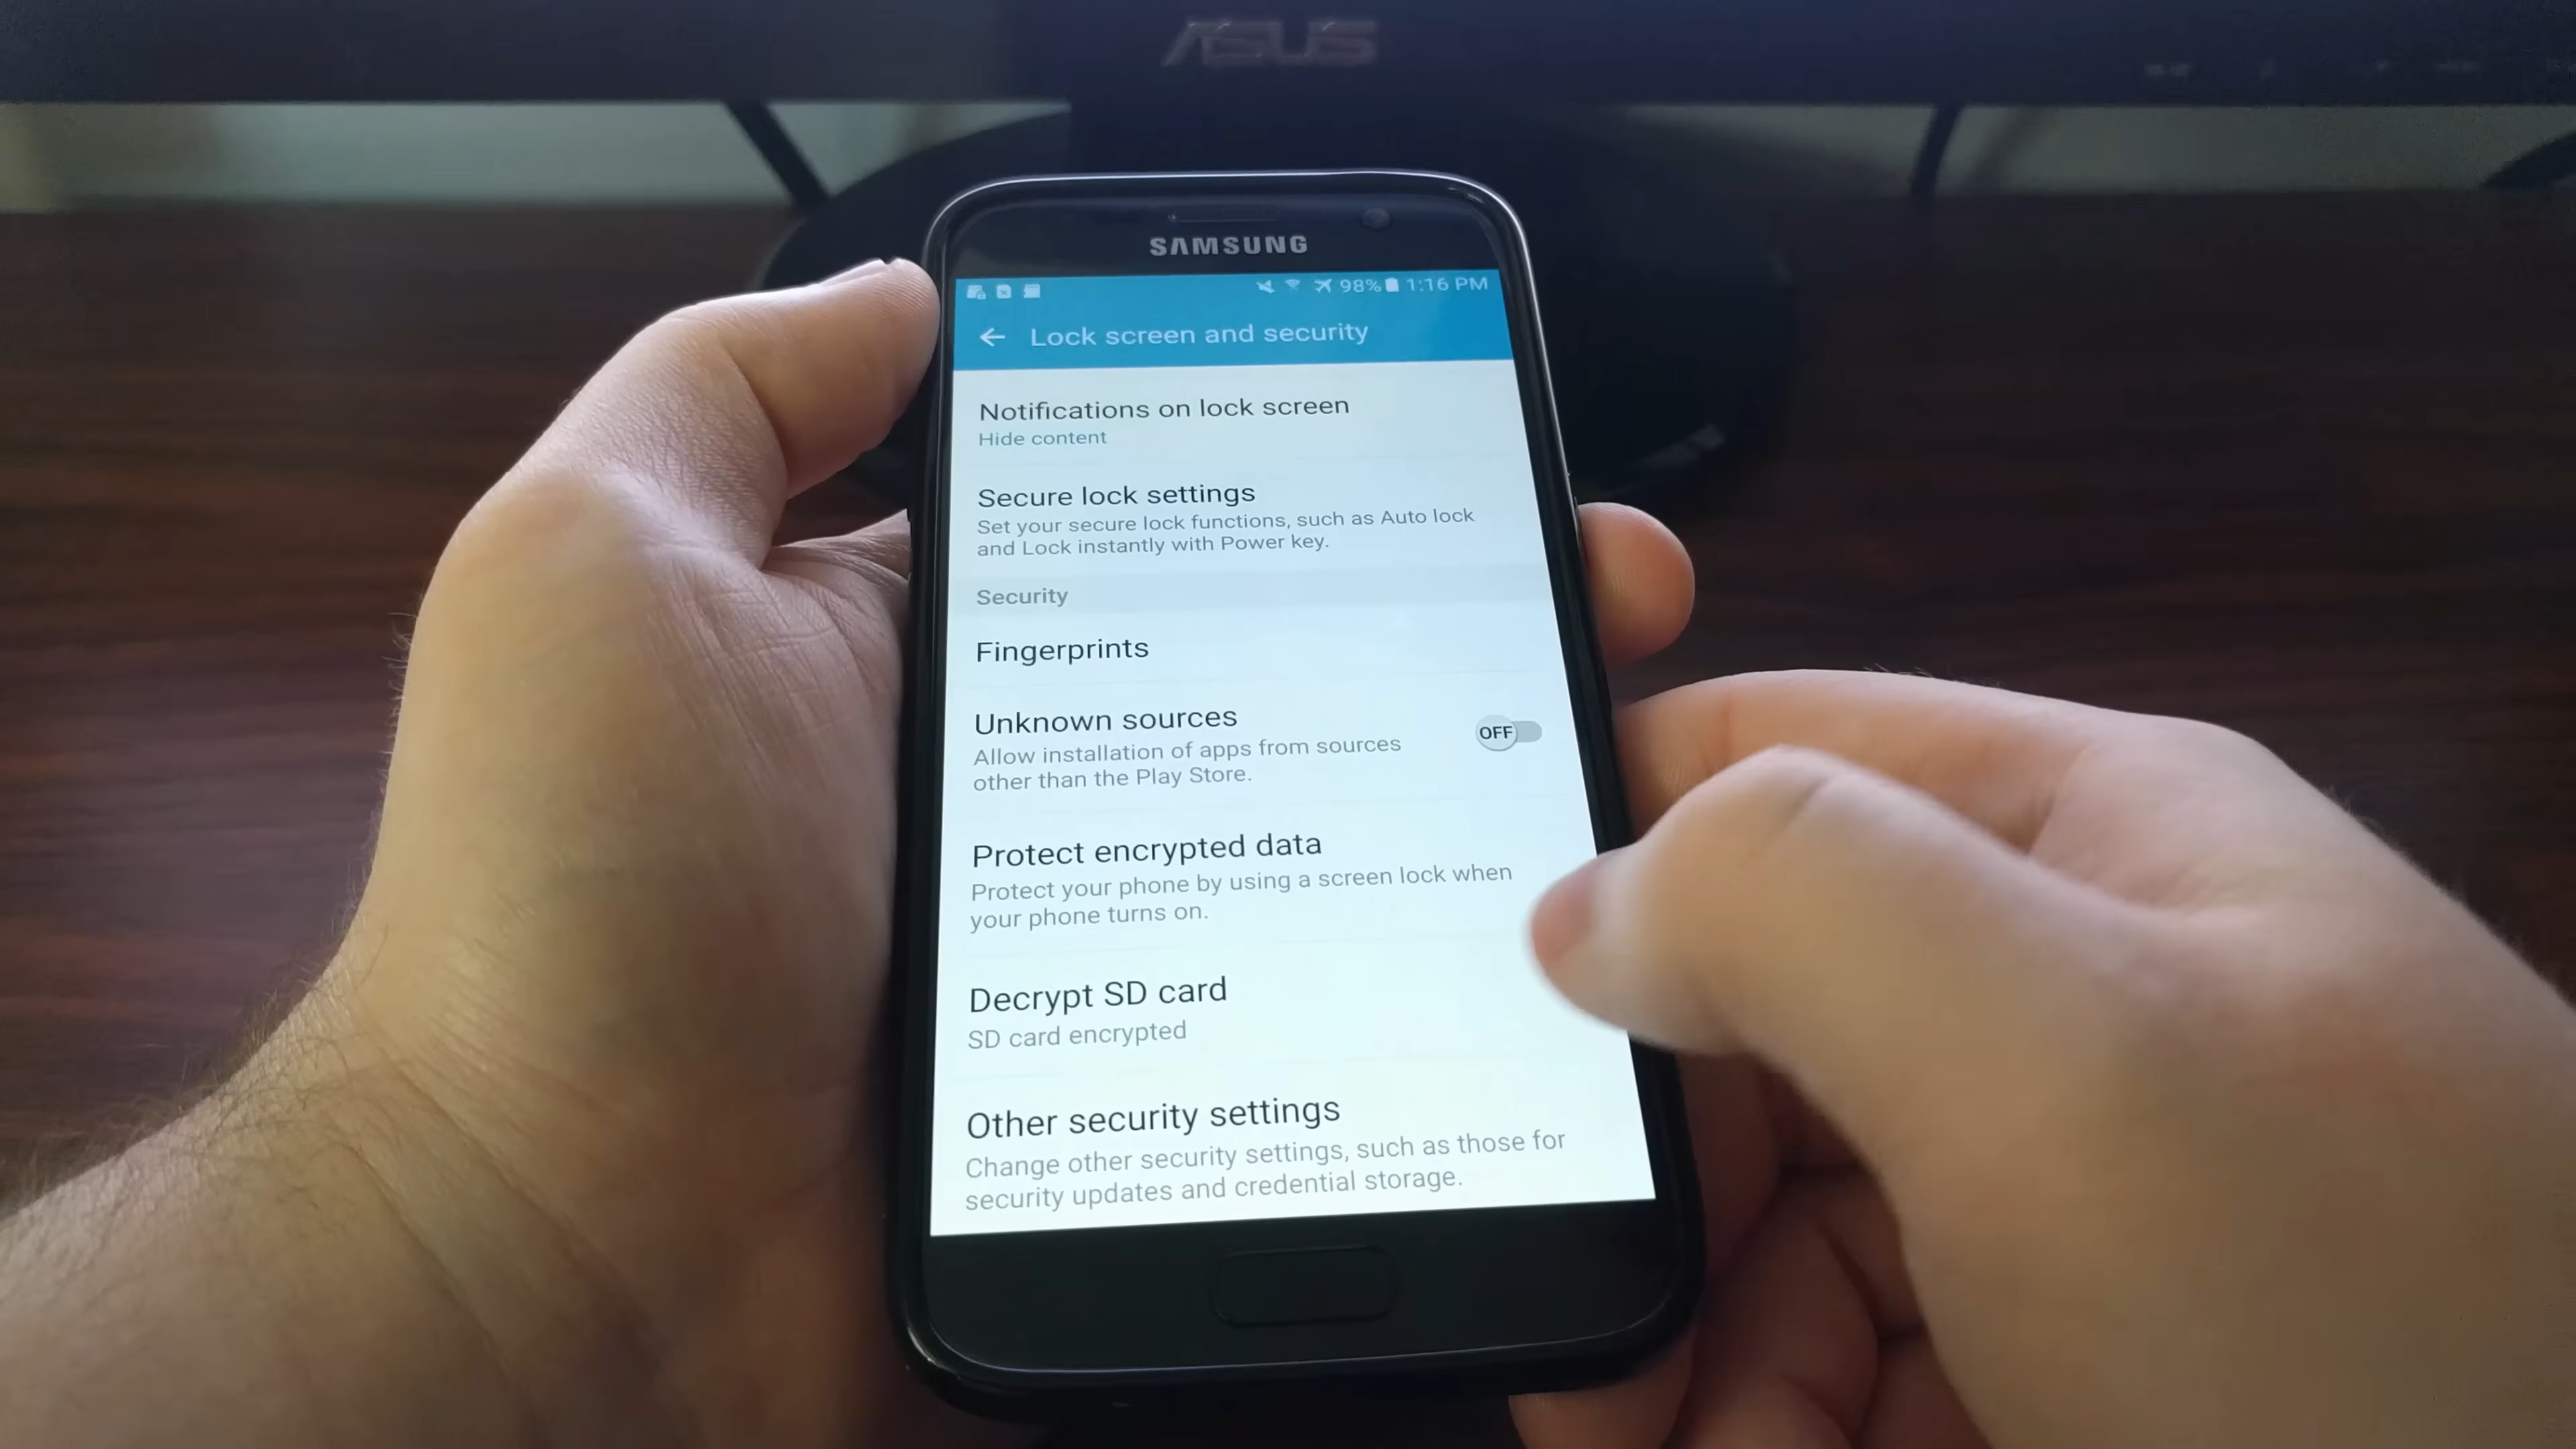 ASUS
SAMSUNG
98% 1:16 PM
Lock screen and security
Notifications on lock screen
Hide content
Secure lock settings
Set your secure lock functions, such as Auto lock
and Lock instantly with Power key.
Security
Fingerprints
Unknown sources
OFF
Allow installation of apps from sources
other than the Play Store.
Protect encrypted data
Protect your phone by using a screen lock when
your phone turns on.
Decrypt SD card
SD card encrypted
Other security settings
Change other security settings, such as those for
security updates and credential storage.